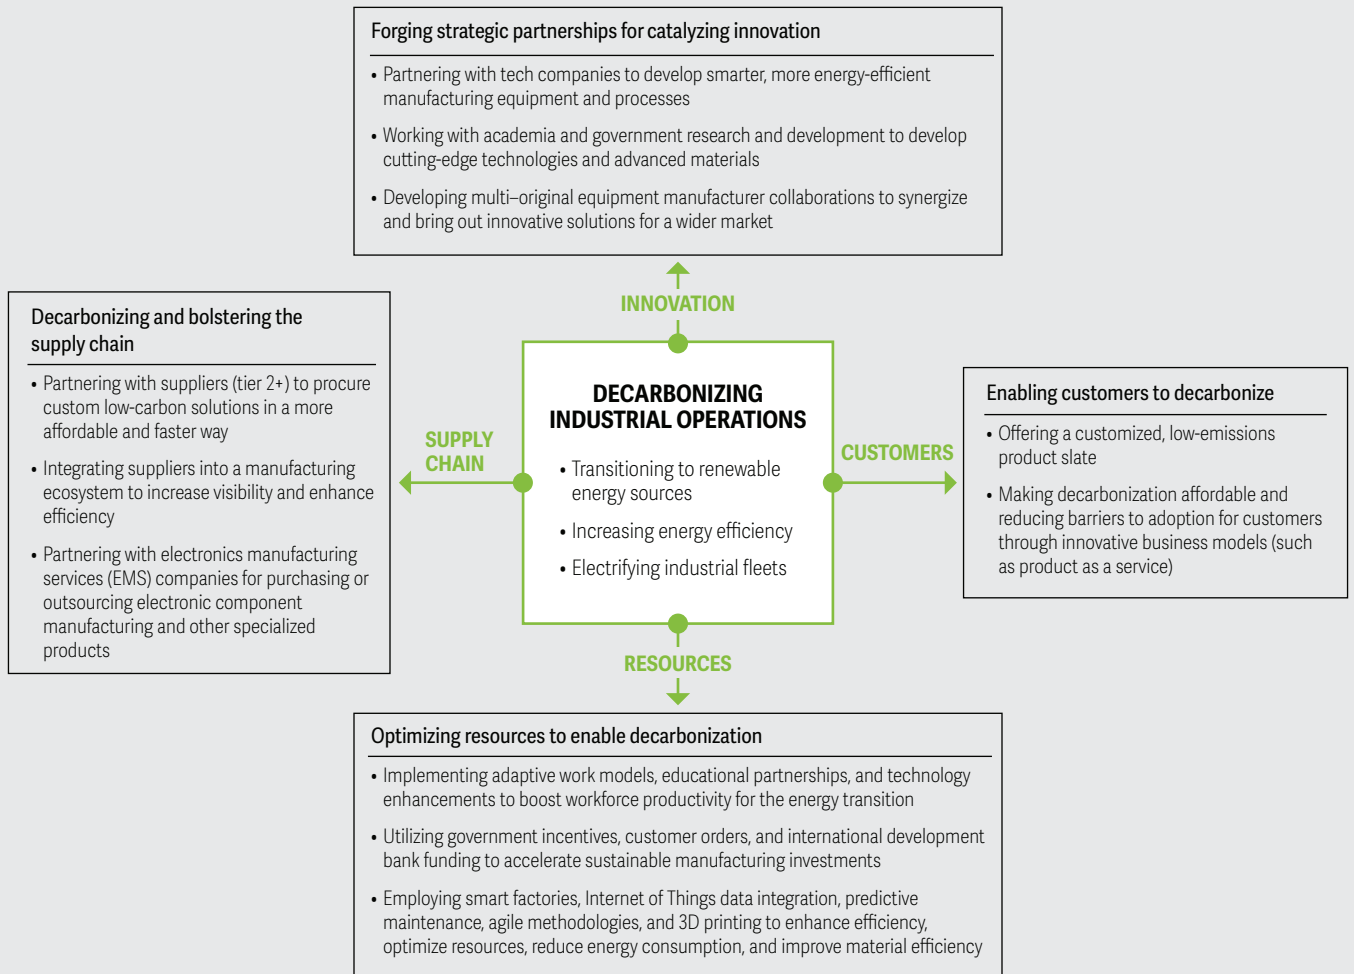 Forging strategic partnerships for catalyzing innovation
• Partnering with tech companies to develop smarter, more energy-efficient
manufacturing equipment and processes
• Working with academia and government research and development to develop
cutting-edge technologies and advanced materials
• Developing multi–original equipment manufacturer collaborations to synergize
and bring out innovative solutions for a wider market
INNOVATION
Decarbonizing and bolstering the
supply chain
• Partnering with suppliers (tier 2+) to procure
custom low-carbon solutions in a more
affordable and faster way
• Integrating suppliers into a manufacturing
ecosystem to increase visibility and enhance
efficiency
• Partnering with electronics manufacturing
services (EMS) companies for purchasing or
outsourcing electronic component
manufacturing and other specialized
products
SUPPLY
CHAIN
DECARBONIZING
INDUSTRIAL OPERATIONS
• Transitioning to renewable
energy sources
• Increasing energy efficiency
• Electrifying industrial fleets
CUSTOMERS
Enabling customers to decarbonize
• Offering a customized, low-emissions
product slate
• Making decarbonization affordable and
reducing barriers to adoption for customers
through innovative business models (such
as product as a service)
RESOURCES
Optimizing resources to enable decarbonization
• Implementing adaptive work models, educational partnerships, and technology
enhancements to boost workforce productivity for the energy transition
• Utilizing government incentives, customer orders, and international development
bank funding to accelerate sustainable manufacturing investments
• Employing smart factories, Internet of Things data integration, predictive
maintenance, agile methodologies, and 3D printing to enhance efficiency,
optimize resources, reduce energy consumption, and improve material efficiency